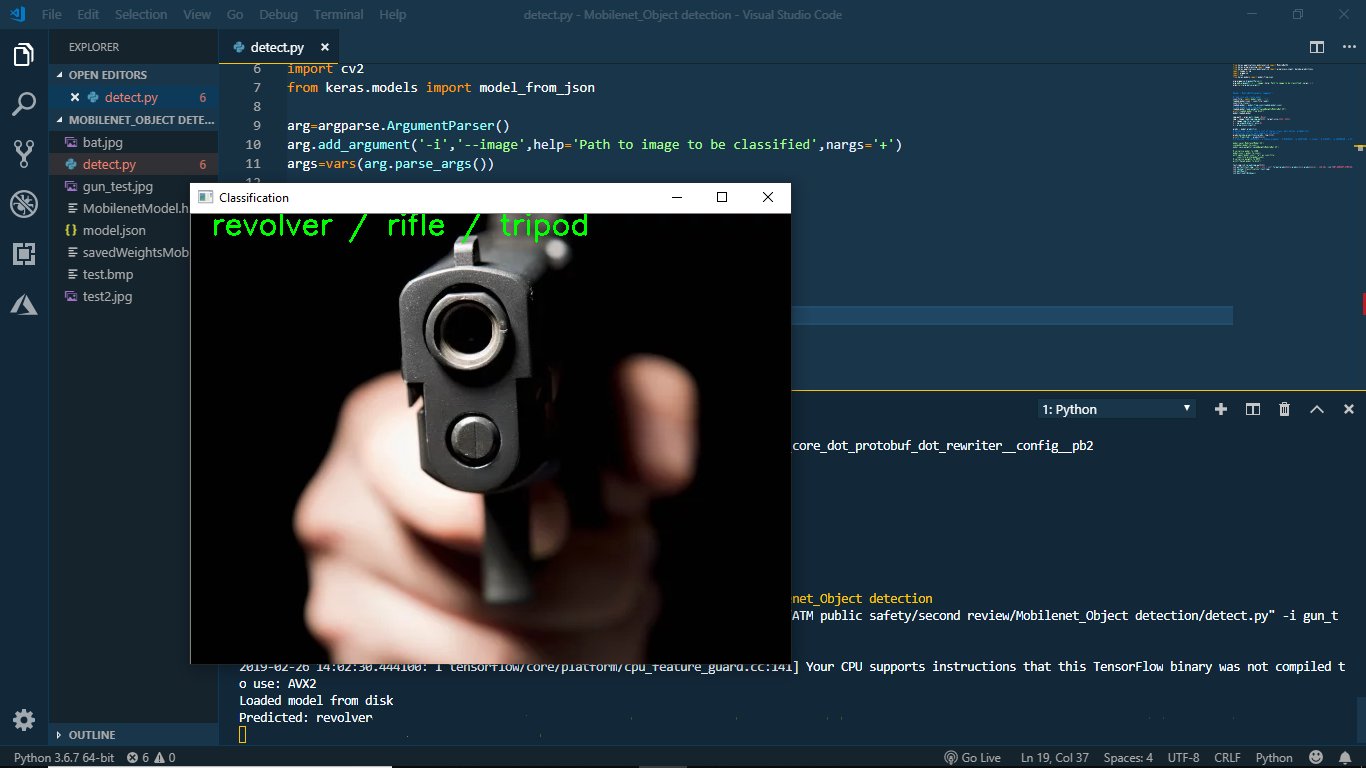 File Edit Selection View Go Debug Terminal Help
detect.py - Mobilenet_Object detection - Visual Studio Code
EXPLORER
OPEN EDITORS
detect.py 6
MOBILENET_OBJECT DETE...
bat.jpg
detect.py 6
gun_test.jpg
MobilenetModel.h
model.json
savedWeightsMob
test.bmp
test2.jpg
OUTLINE
detect.py
6 import cv2
7 from keras.models import model_from_json
8
9 arg=argparse.ArgumentParser()
10 arg.add_argument('-i','--image',help='Path to image to be classified',nargs='+')
11 args=vars(arg.parse_args())
Classification
revolver / rifle / tripod
1: Python
_core_dot_protobuf_dot_rewriter__config__pb2
net_Object detection
ATM public safety/second review/Mobilenet_Object detection/detect.py" -i gun_t
2019-02-26 14:02:30.444100: I tensorflow/core/platform/cpu_feature_guard.cc:141] Your CPU supports instructions that this TensorFlow binary was not compiled t
o use: AVX2
Loaded model from disk
Predicted: revolver
Python 3.6.7 64-bit 6 0
Go Live Ln 19, Col 37 Spaces: 4 UTF-8 CRLF Python